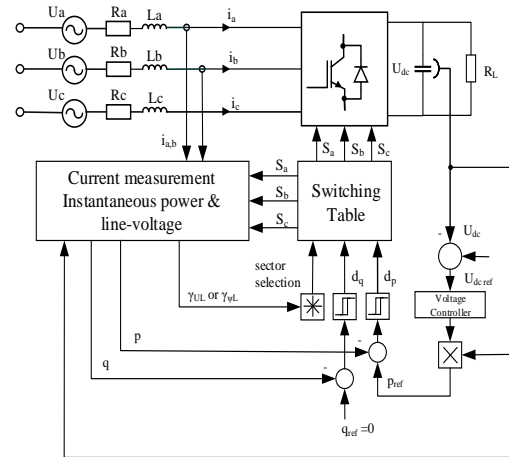 Ua Ra La ia
Ub Rb Lb ib
Uc Rc Lc ic
Udc
RL
ia,b
Sa Sb Sc
Current measurement
Instantaneous power &
line-voltage
Sa
Sb
Sc
Switching
Table
- Udc
Udc ref
sector
selection
dq dp
γUL or γψL
Voltage
Controller
p -
q -
pref
qref =0